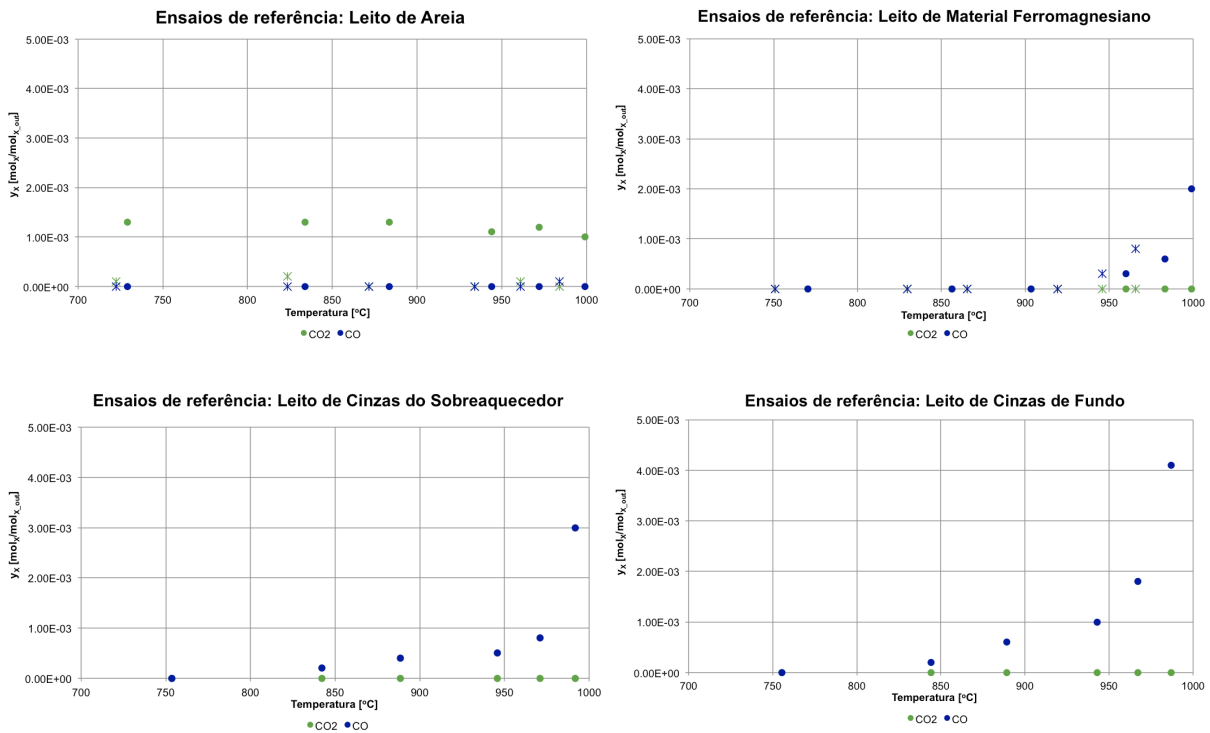 Ensaios de referência: Leito de Areia
5.00E-03
4.00E-03
3.00E-03
2.00E-03
1.00E-03
0.00E+00
yX [molX/molX_out]
700 750 800 850 900 950 1000
Temperatura [ºC]
CO2 CO
Ensaios de referência: Leito de Material Ferromagnesiano
5.00E-03
4.00E-03
3.00E-03
2.00E-03
1.00E-03
0.00E+00
yX [molX/molX_out]
700 750 800 850 900 950 1000
Temperatura [ºC]
CO2 CO
Ensaios de referência: Leito de Cinzas do Sobreaquecedor
5.00E-03
4.00E-03
3.00E-03
2.00E-03
1.00E-03
0.00E+00
yX [molX/molX_out]
700 750 800 850 900 950 1000
Temperatura [ºC]
CO2 CO
Ensaios de referência: Leito de Cinzas de Fundo
5.00E-03
4.00E-03
3.00E-03
2.00E-03
1.00E-03
0.00E+00
yX [molX/molX_out]
700 750 800 850 900 950 1000
Temperatura [ºC]
CO2 CO